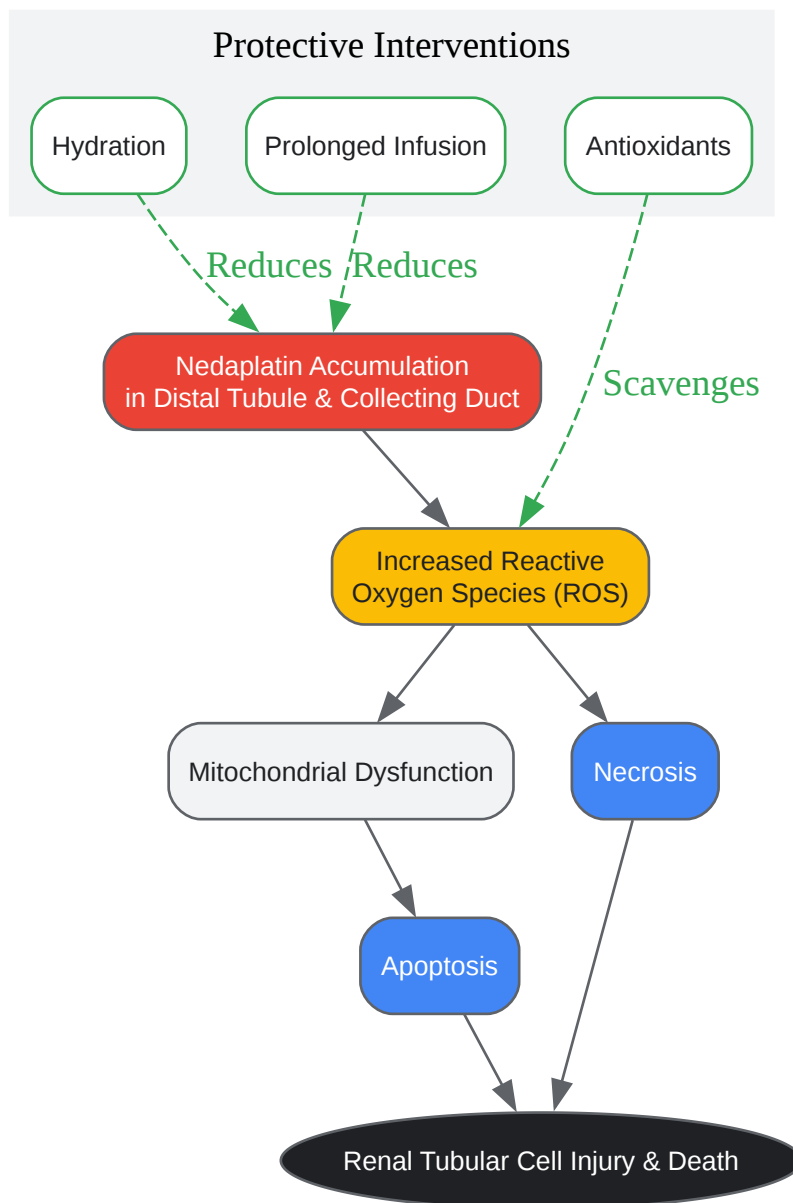 Protective Interventions
Hydration
Prolonged Infusion
Antioxidants
Reduces
Reduces
Nedaplatin Accumulation
in Distal Tubule & Collecting Duct
Scavenges
Increased Reactive
Oxygen Species (ROS)
Mitochondrial Dysfunction
Necrosis
Apoptosis
Renal Tubular Cell Injury & Death